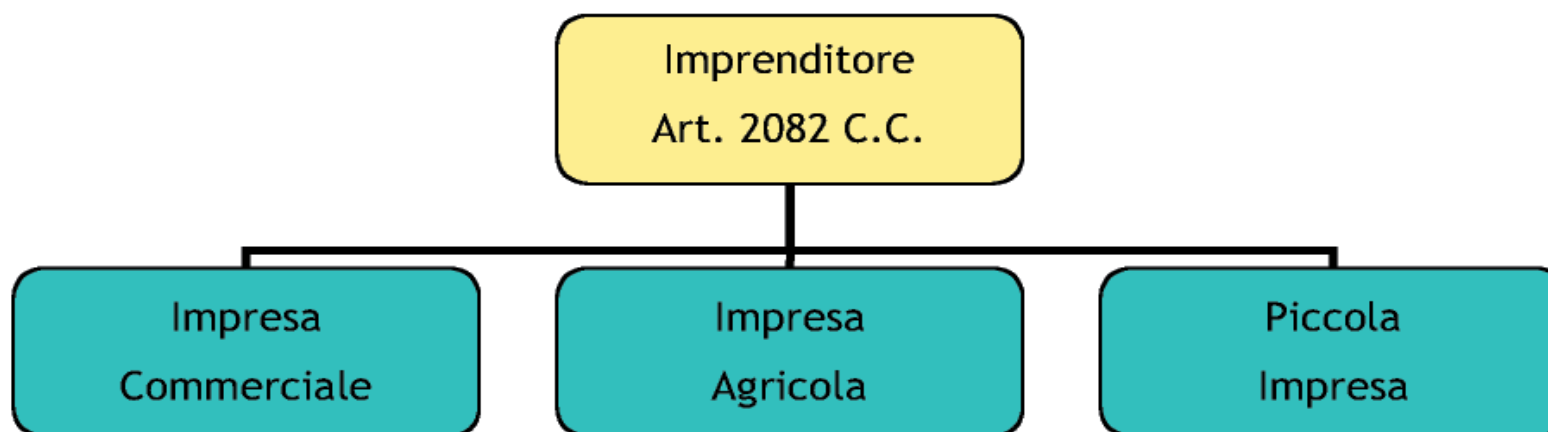 Imprenditore
Art. 2082 C.C.
Impresa
Commerciale
Impresa
Agricola
Piccola
Impresa